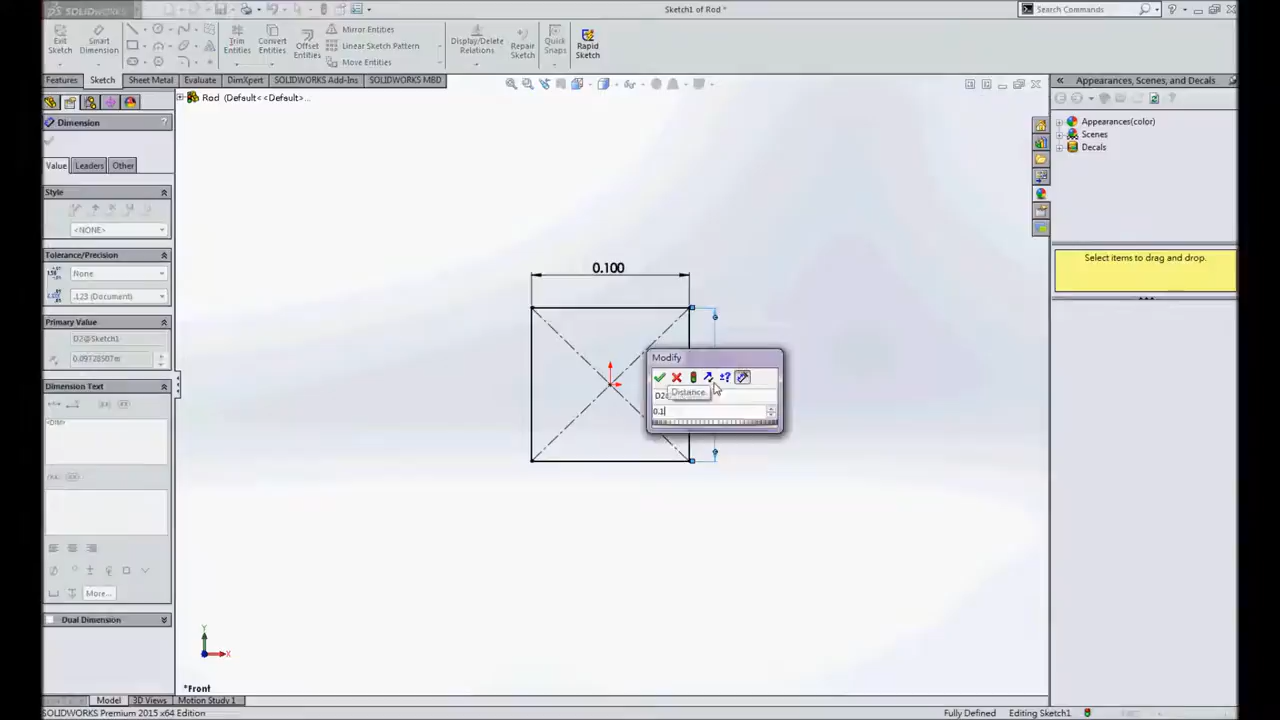 SOLIDWORKS
Sketch1 of Rod *
Search Commands
Exit Sketch
Smart Dimension
Trim Entities
Convert Entities
Offset Entities
Mirror Entities
Linear Sketch Pattern
Move Entities
Display/Delete Relations
Repair Sketch
Quick Snaps
Rapid Sketch
Features
Sketch
Sheet Metal
Evaluate
DimXpert
SOLIDWORKS Add-Ins
SOLIDWORKS MBD
Rod (Default<<Default>...
Appearances, Scenes, and Decals
Appearances(color)
Scenes
Decals
Select items to drag and drop.
Dimension
?
Value
Leaders
Other
Style
<NONE>
Tolerance/Precision
None
.123 (Document)
Primary Value
D2@Sketch1
0.09728507m
Dimension Text
<DIM>
More...
Dual Dimension
0.100
Modify
Distance
0.1
Y
X
*Front
Model
3D Views
Motion Study 1
SOLIDWORKS Premium 2015 x64 Edition
Fully Defined
Editing Sketch1